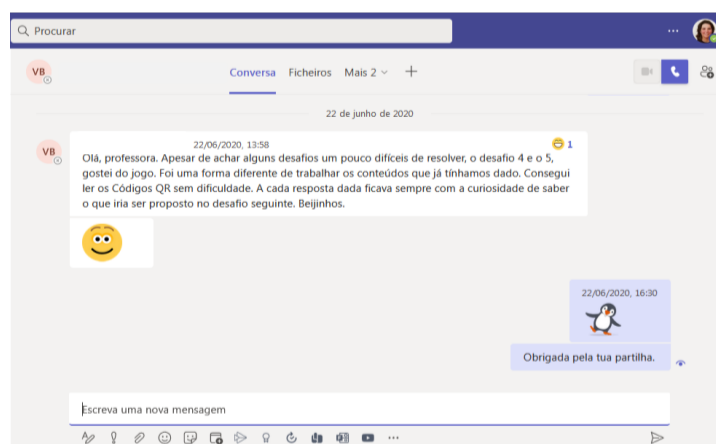 Procurar
...
VB
Conversa Ficheiros Mais 2
22 de junho de 2020
VB
22/06/2020, 13:58
1
Olá, professora. Apesar de achar alguns desafios um pouco difíceis de resolver, o desafio 4 e o 5,
gostei do jogo. Foi uma forma diferente de trabalhar os conteúdos que já tínhamos dado. Consegui
ler os Códigos QR sem dificuldade. A cada resposta dada ficava sempre com a curiosidade de saber
o que iria ser proposto no desafio seguinte. Beijinhos.
22/06/2020, 16:30
Obrigada pela tua partilha.
Escreva uma nova mensagem
...